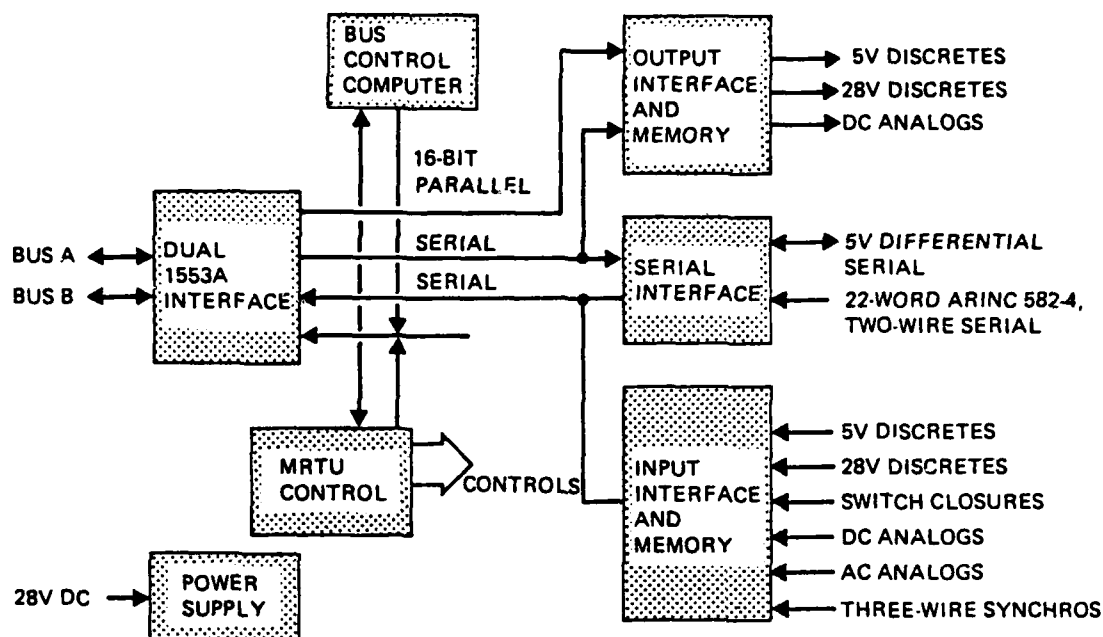 BUS
CONTROL
COMPUTER
OUTPUT
INTERFACE
AND
MEMORY
5V DISCRETES
28V DISCRETES
DC ANALOGS
16-BIT
PARALLEL
BUS A
BUS B
DUAL
1553A
INTERFACE
SERIAL
SERIAL
SERIAL
INTERFACE
5V DIFFERENTIAL
SERIAL
22-WORD ARINC 582-4,
TWO-WIRE SERIAL
MRTU
CONTROL
CONTROLS
INPUT
INTERFACE
AND
MEMORY
5V DISCRETES
28V DISCRETES
SWITCH CLOSURES
DC ANALOGS
AC ANALOGS
THREE-WIRE SYNCHROS
28V DC
POWER
SUPPLY